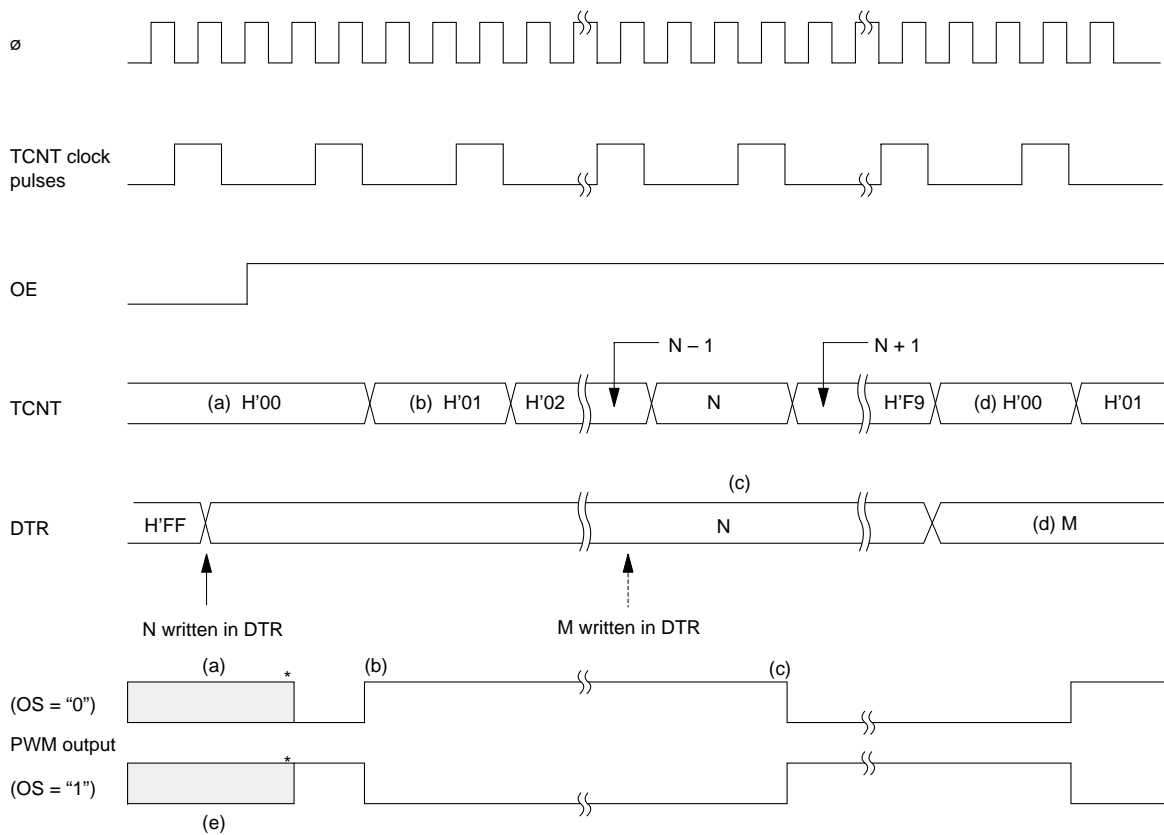 ø
TCNT clock
pulses
OE
N – 1
N + 1
TCNT
(a) H'00
(b) H'01
H'02
N
H'F9
(d) H'00
H'01
(c)
DTR
H'FF
N
(d) M
N written in DTR
M written in DTR
(a)
*
(b)
(c)
(OS = “0”)
PWM output
*
(OS = “1”)
(e)